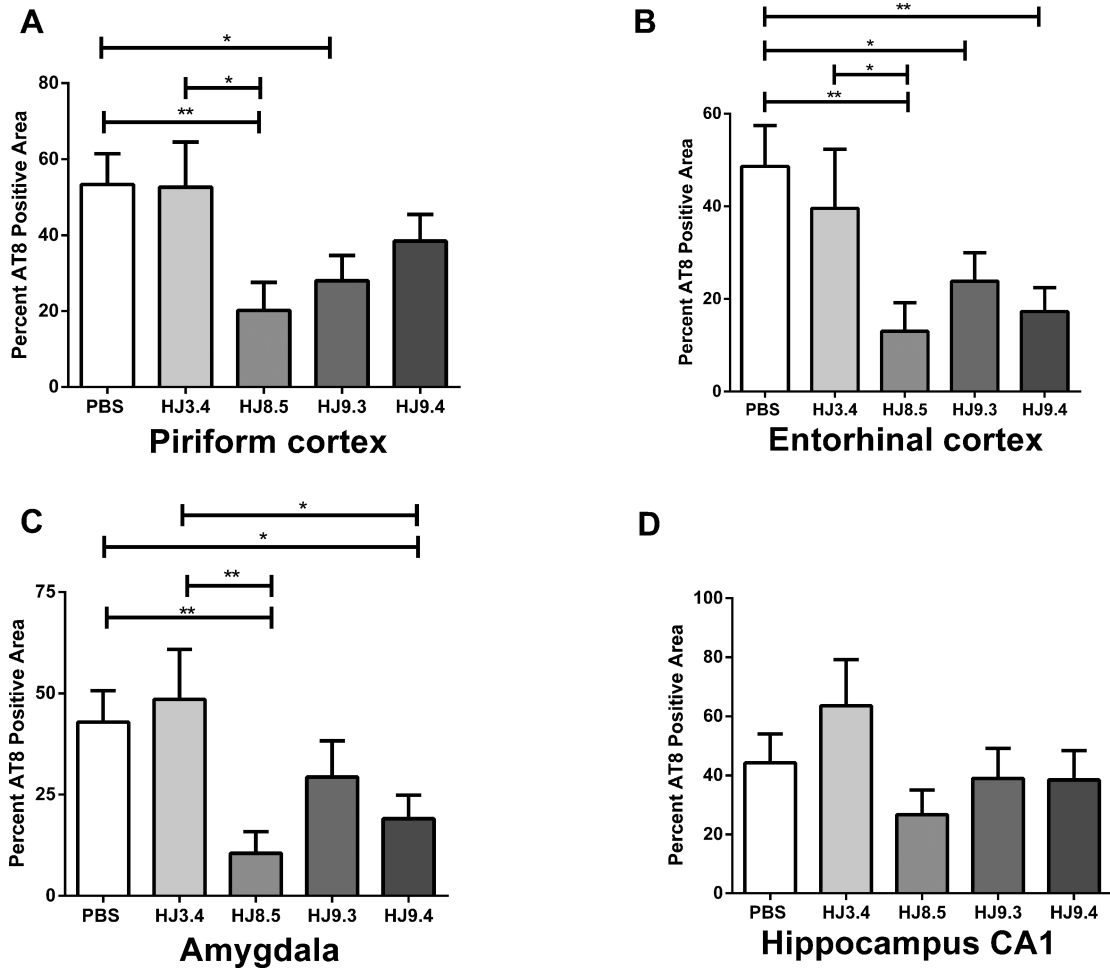 A
*
*
**
80
60
40
20
0
Percent AT8 Positive Area
PBS HJ3.4 HJ8.5 HJ9.3 HJ9.4
Piriform cortex
B
**
*
*
**
60
40
20
0
Percent AT8 Positive Area
PBS HJ3.4 HJ8.5 HJ9.3 HJ9.4
Entorhinal cortex
C
*
*
**
**
75
50
25
0
Percent AT8 Positive Area
PBS HJ3.4 HJ8.5 HJ9.3 HJ9.4
Amygdala
D
100
80
60
40
20
0
Percent AT8 Positive Area
PBS HJ3.4 HJ8.5 HJ9.3 HJ9.4
Hippocampus CA1